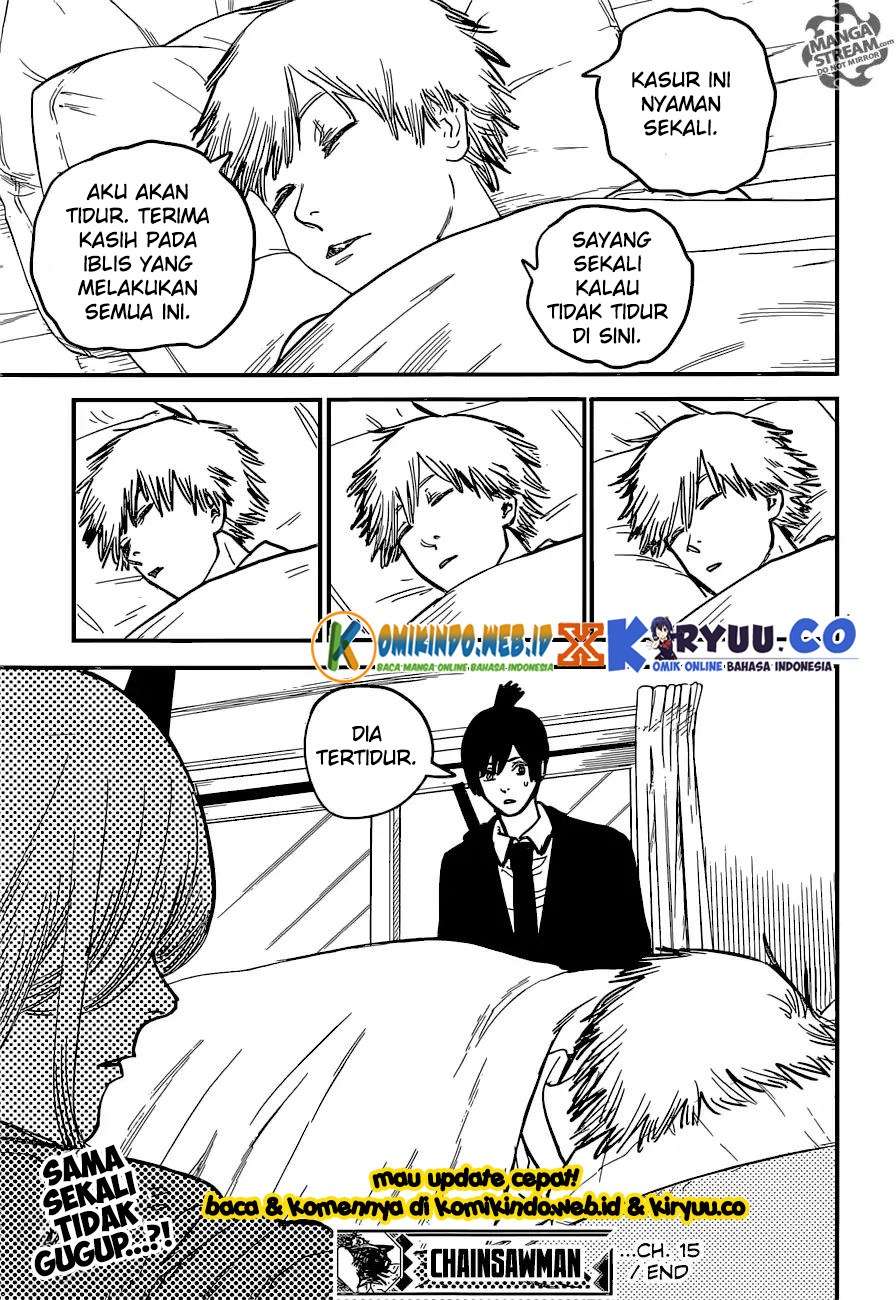 MANGA
STREAM.com
DO NOT MIRROR!
KASUR INI
NYAMAN
SEKALI.
SAYANG
SEKALI
KALAU
TIDAK TIDUR
DI SINI.
AKU AKAN
TIDUR. TERIMA
KASIH PADA
IBLIS YANG
MELAKUKAN
SEMUA INI.
KOMIKINDO.WEB.ID X KIRYUU.CO
BACA MANGA ONLINE BAHASA INDONESIA
OMIK ONLINE BAHASA INDONESIA
DIA
TERTIDUR.
SAMA
SEKALI
TIDAK
GUGUP...?!
mau update cepat!
baca & komennya di komikindo.web.id & kiryuu.co
CHAINSAWMAN
...CH. 15
/ END